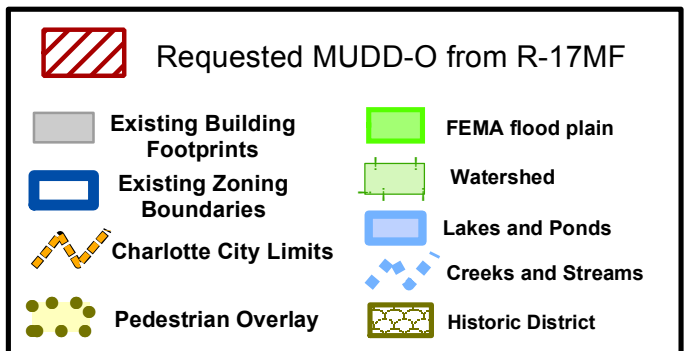 Requested MUDD-O from R-17MF
Existing Building
Footprints
Existing Zoning
Boundaries
Charlotte City Limits
Pedestrian Overlay
FEMA flood plain
Watershed
Lakes and Ponds
Creeks and Streams
Historic District